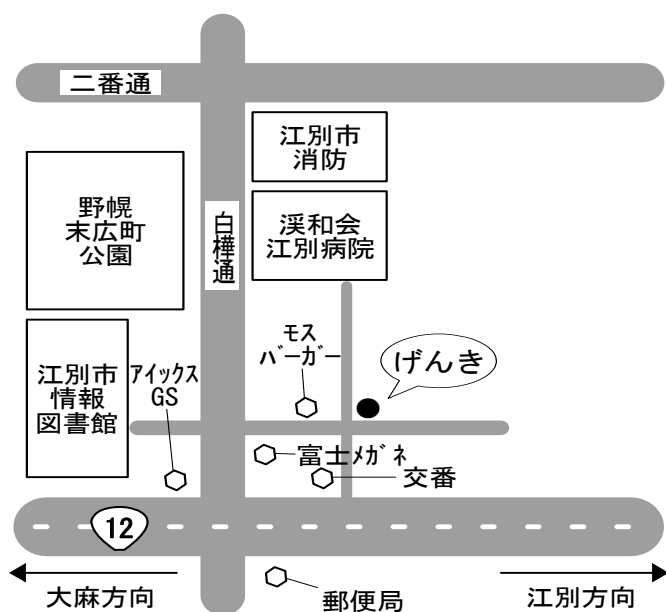 二番通
江別市
消防
野幌
末広町
公園
白樺通
渓和会
江別病院
モス
バーガー
げんき
江別市
情報
図書館
アイックス
GS
富士メガネ
交番
12
大麻方向
郵便局
江別方向